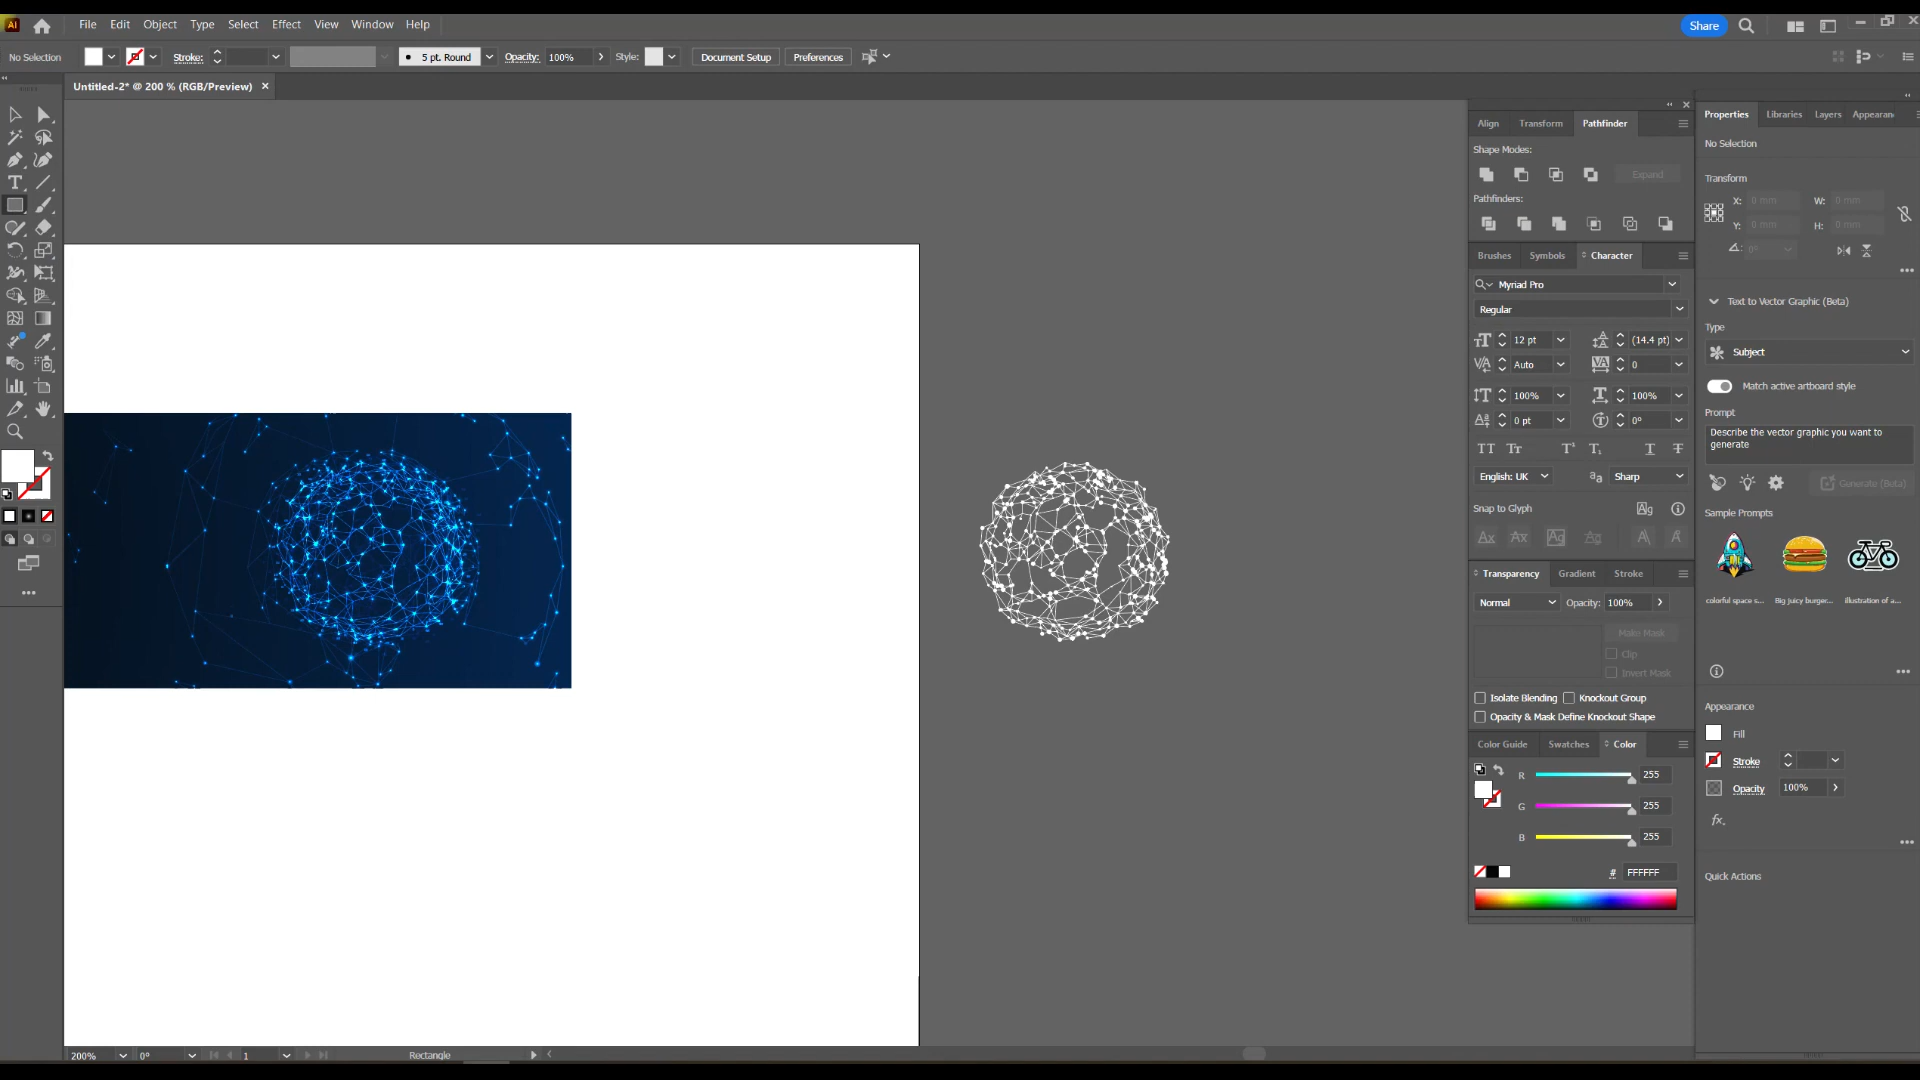 Ai File Edit Object Type Select Effect View Window Help Share
No Selection Stroke: 5 pt. Round Opacity: 100% Style: Document Setup Preferences
Untitled-2* @ 200 % (RGB/Preview)
Align Transform Pathfinder
Shape Modes:
Expand
Pathfinders:
Brushes Symbols Character
Myriad Pro
Regular
12 pt (14.4 pt)
Auto 0
100% 100%
0 pt 0°
English: UK Sharp
Snap to Glyph
Transparency Gradient Stroke
Normal Opacity: 100%
Make Mask
Clip
Invert Mask
Isolate Blending Knockout Group
Opacity & Mask Define Knockout Shape
Color Guide Swatches Color
R 255
G 255
B 255
# FFFFFF
Properties Libraries Layers Appearan
No Selection
Transform
X: 0 mm W: 0 mm
Y: 0 mm H: 0 mm
0°
Text to Vector Graphic (Beta)
Type
Subject
Match active artboard style
Prompt
Describe the vector graphic you want to
generate
Generate (Beta)
Sample Prompts
colorful space s... Big juicy burger... illustration of a...
Appearance
Fill
Stroke
Opacity 100%
fx.
Quick Actions
200% 0° 1 Rectangle